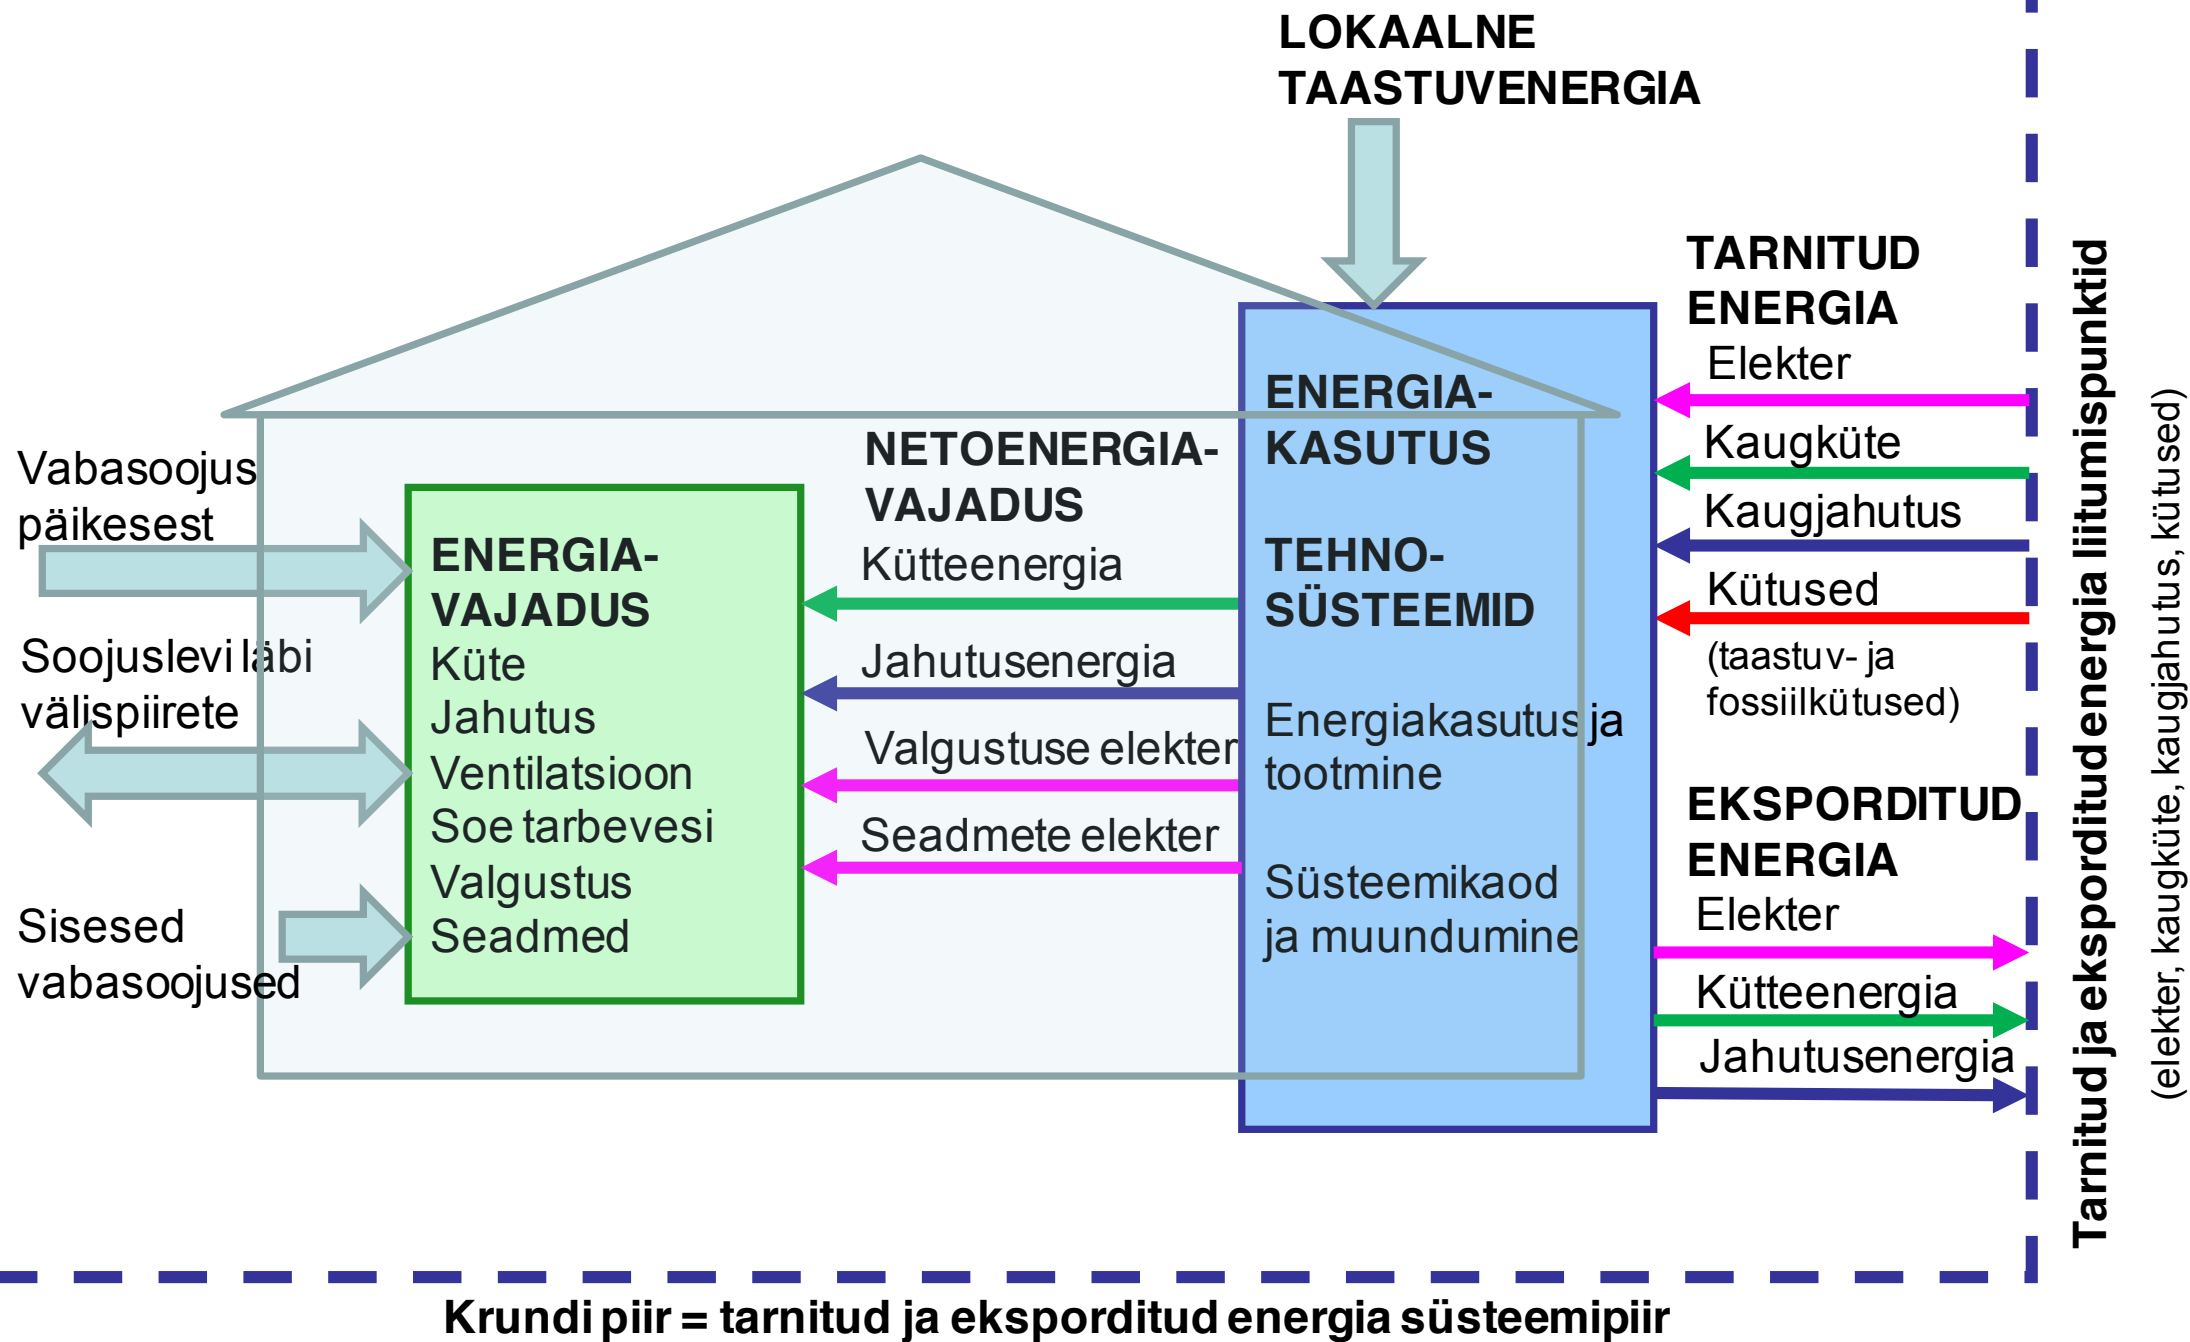 LOKAALNE
TAASTUVENERGIA
Vabasoojus
päikesest
Soojuslevi läbi
välispiirete
Sisesed
vabasoojused
ENERGIA-
VAJADUS
Küte
Jahutus
Ventilatsioon
Soe tarbevesi
Valgustus
Seadmed
NETOENERGIA-
VAJADUS
Kütteenergia
Jahutusenergia
Valgustuse elekter
Seadmete elekter
ENERGIA-
KASUTUS
TEHNO-
SÜSTEEMID
Energiakasutus ja
tootmine
Süsteemikaod
ja muundumine
TARNITUD
ENERGIA
Elekter
Kaugküte
Kaugjahutus
Kütused
(taastuv- ja
fossiilkütused)
EKSPORDITUD
ENERGIA
Elekter
Kütteenergia
Jahutusenergia
Tarnitud ja eksporditud energia liitumispunktid
(elekter, kaugküte, kaugjahutus, kütused)
Krundi piir = tarnitud ja eksporditud energia süsteemipiir